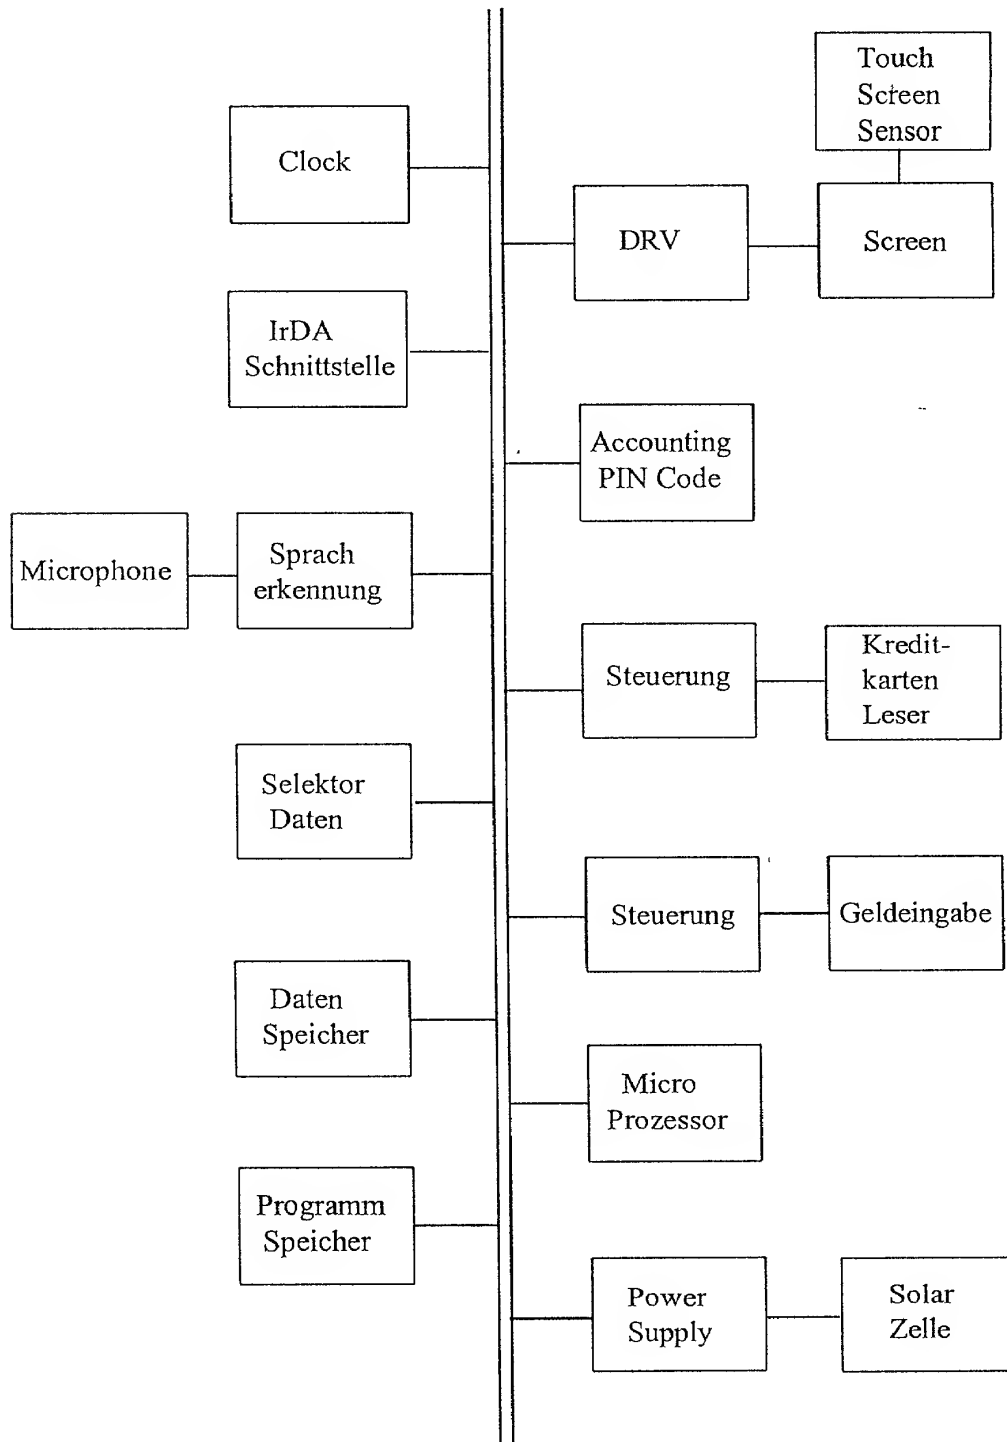 Touch
Screen
Sensor
Clock
DRV
Screen
IrDA
Schnittstelle
Accounting
PIN Code
Microphone
Sprach
erkennung
Steuerung
Kredit-
karten
Leser
Selektor
Daten
Steuerung
Geldeingabe
Daten
Speicher
Micro
Prozessor
Programm
Speicher
Power
Supply
Solar
Zelle